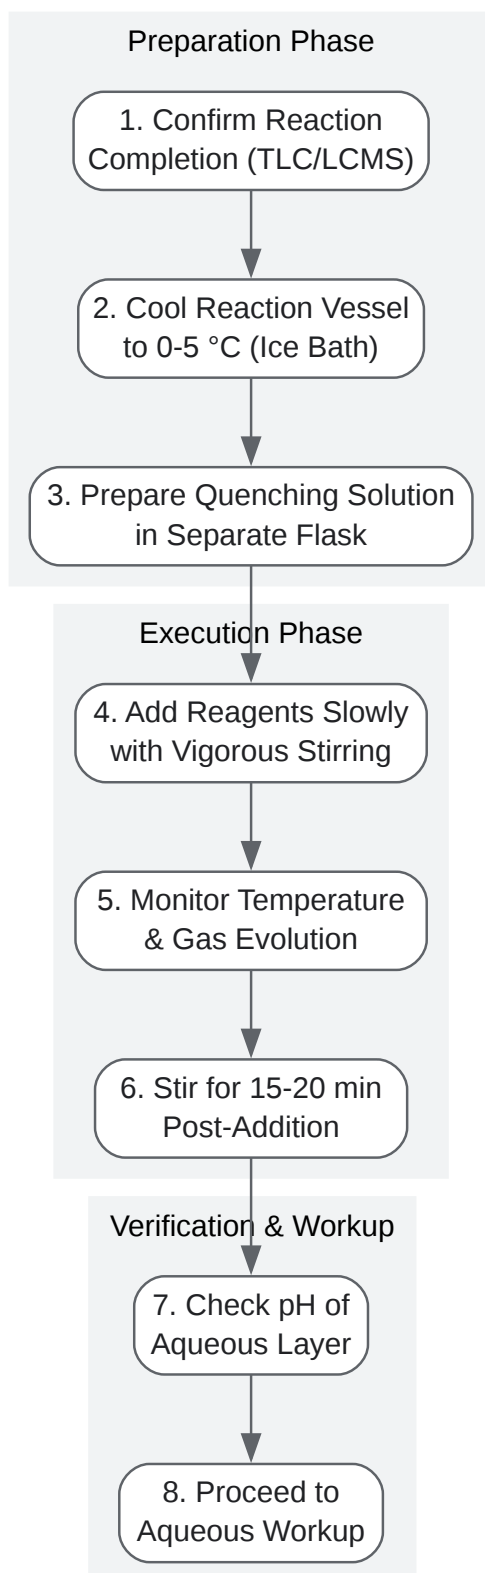 Preparation Phase
1. Confirm Reaction
Completion (TLC/LCMS)
2. Cool Reaction Vessel
to 0-5 °C (Ice Bath)
3. Prepare Quenching Solution
in Separate Flask
Execution Phase
4. Add Reagents Slowly
with Vigorous Stirring
5. Monitor Temperature
& Gas Evolution
6. Stir for 15-20 min
Post-Addition
Verification & Workup
7. Check pH of
Aqueous Layer
8. Proceed to
Aqueous Workup